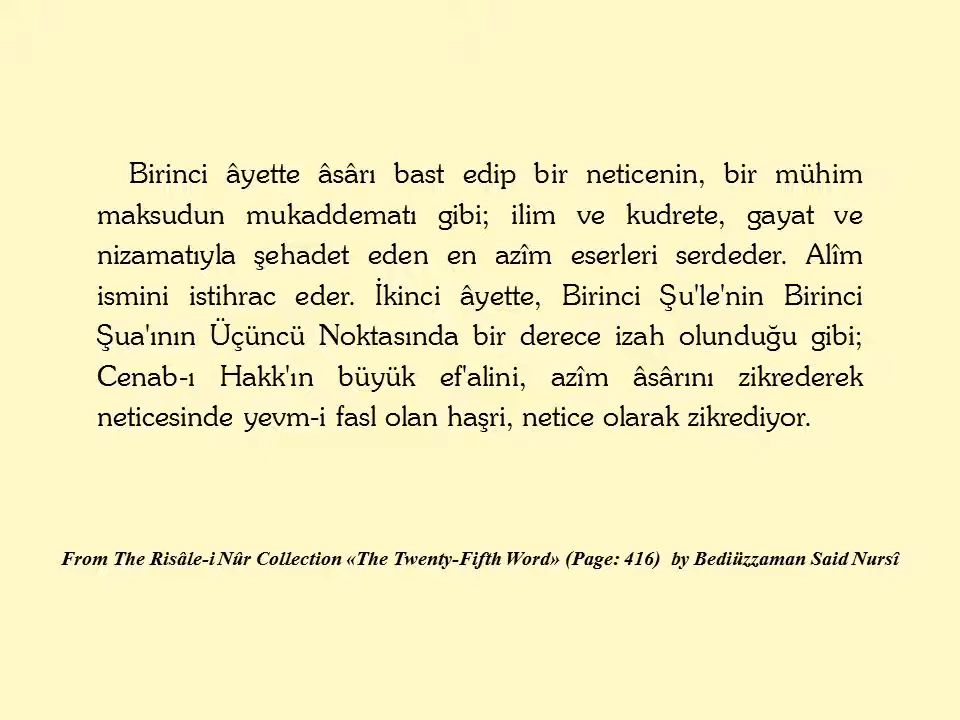 Birinci âyette âsârı bast edip bir neticenin, bir mühim
maksudun mukaddematı gibi; ilim ve kudrete, gayat ve
nizamatıyla şehadet eden en azîm eserleri serdeder. Alîm
ismini istihrac eder. İkinci âyette, Birinci Şu'le'nin Birinci
Şua'ının Üçüncü Noktasında bir derece izah olunduğu gibi;
Cenab-ı Hakk'ın büyük ef'alini, azîm âsârını zikrederek
neticesinde yevm-i fasl olan haşri, netice olarak zikrediyor.
From The Risâle-i Nûr Collection «The Twenty-Fifth Word» (Page: 416) by Bediüzzaman Said Nursî